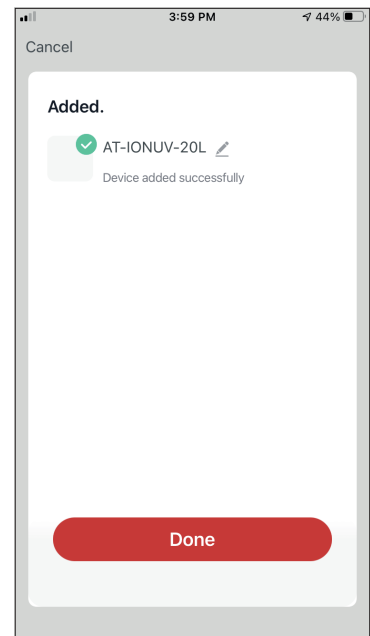 3:59 PM 44%
Cancel
Added.
AT-IONUV-20L
Device added successfully
Done